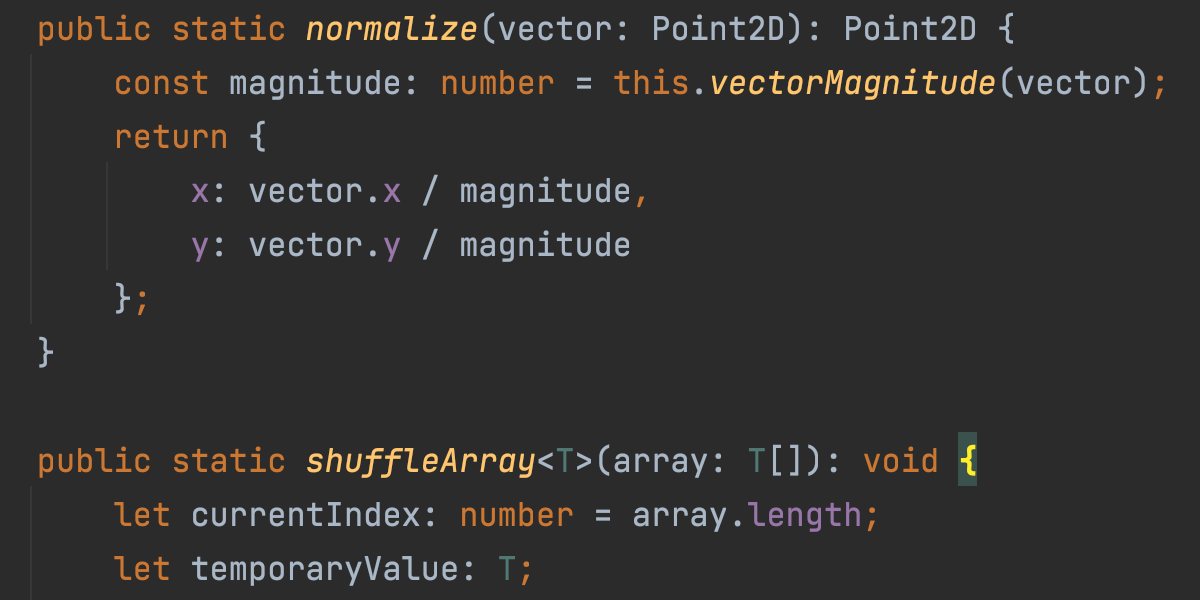 public static normalize(vector: Point2D): Point2D {
    const magnitude: number = this.vectorMagnitude(vector);
    return {
        x: vector.x / magnitude,
        y: vector.y / magnitude
    };
}

public static shuffleArray<T>(array: T[]): void {
    let currentIndex: number = array.length;
    let temporaryValue: T;